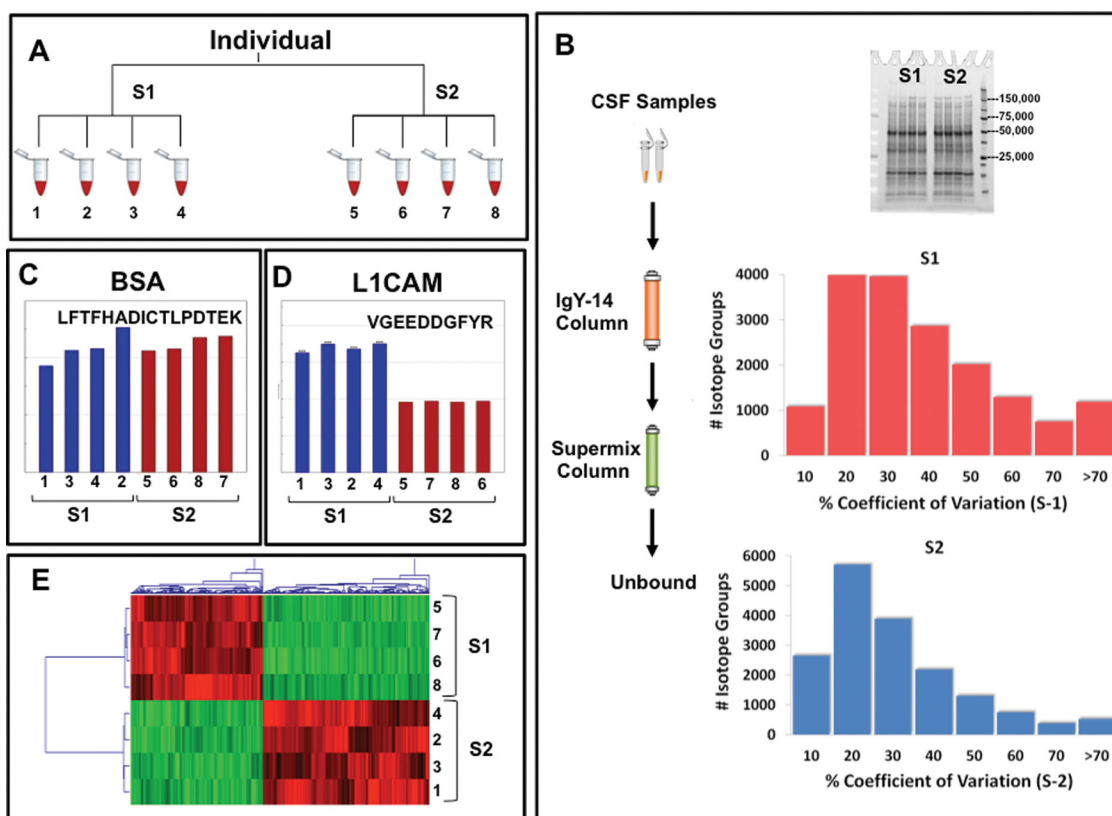 A
Individual
S1
S2
1 2 3 4
5 6 7 8
B
CSF Samples
IgY-14
Column
Supermix
Column
Unbound
S1 S2
---150,000
---75,000
---50,000
---25,000
S1
# Isotope Groups
4000
3000
2000
1000
0
10 20 30 40 50 60 70 >70
% Coefficient of Variation (S-1)
S2
# Isotope Groups
6000
5000
4000
3000
2000
1000
0
10 20 30 40 50 60 70 >70
% Coefficient of Variation (S-2)
C
BSA
LFTFHADICTLPDTEK
1 3 4 2 5 6 8 7
S1 S2
D
L1CAM
VGEEDDGFYR
1 3 2 4 5 7 8 6
S1 S2
E
5
7
6
8
S1
4
2
3
1
S2